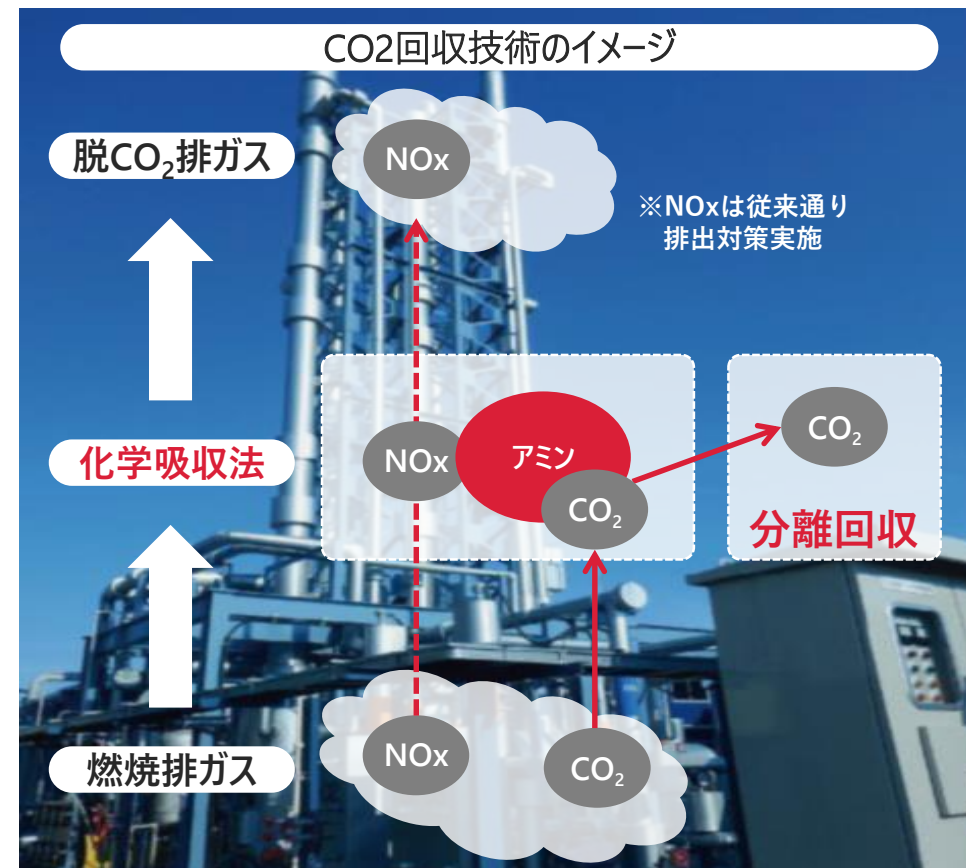 CO2回収技術のイメージ
脱CO₂排ガス
NOx
※NOxは従来通り
排出対策実施
化学吸収法
NOx
アミン
CO₂
CO₂
分離回収
燃焼排ガス
NOx
CO₂